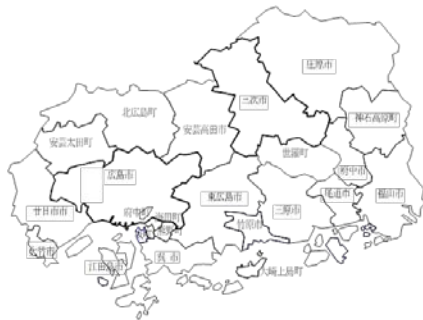 庄原市
三次市
北広島町
神石高原町
安芸高田市
安芸太田町
世羅町
府中市
広島市
尾道市
福山市
東広島市
廿日市市
府中町
海田町
三原市
竹原市
熊野町
大竹市
呉市
江田島市
大崎上島町